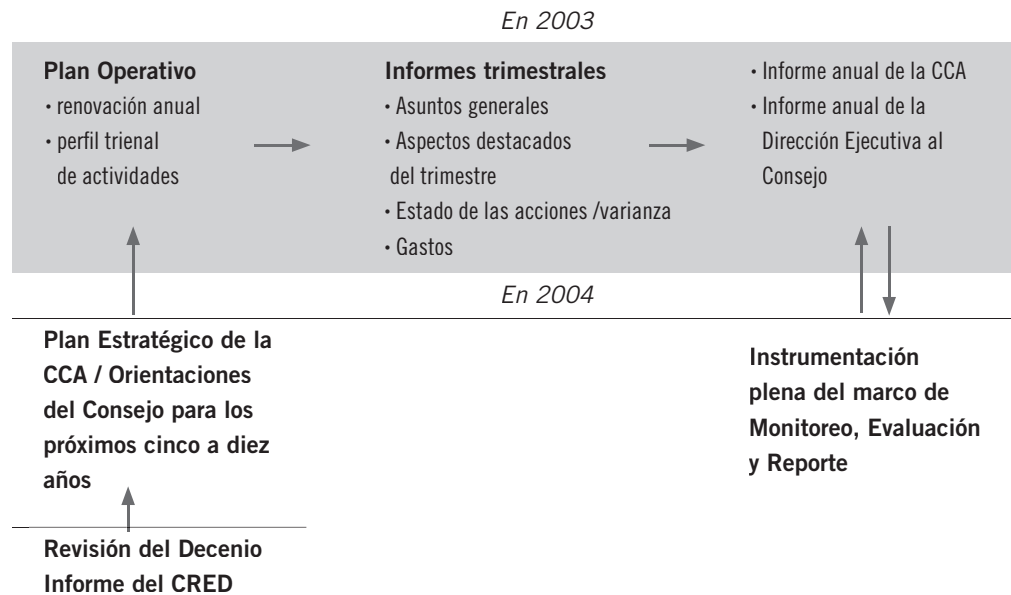 En 2003
Plan Operativo
• renovación anual
• perfil trienal
de actividades
Informes trimestrales
• Asuntos generales
• Aspectos destacados
del trimestre
• Estado de las acciones /varianza
• Gastos
• Informe anual de la CCA
• Informe anual de la
Dirección Ejecutiva al
Consejo
En 2004
Plan Estratégico de la
CCA / Orientaciones
del Consejo para los
próximos cinco a diez
años
Instrumentación
plena del marco de
Monitoreo, Evaluación
y Reporte
Revisión del Decenio
Informe del CRED